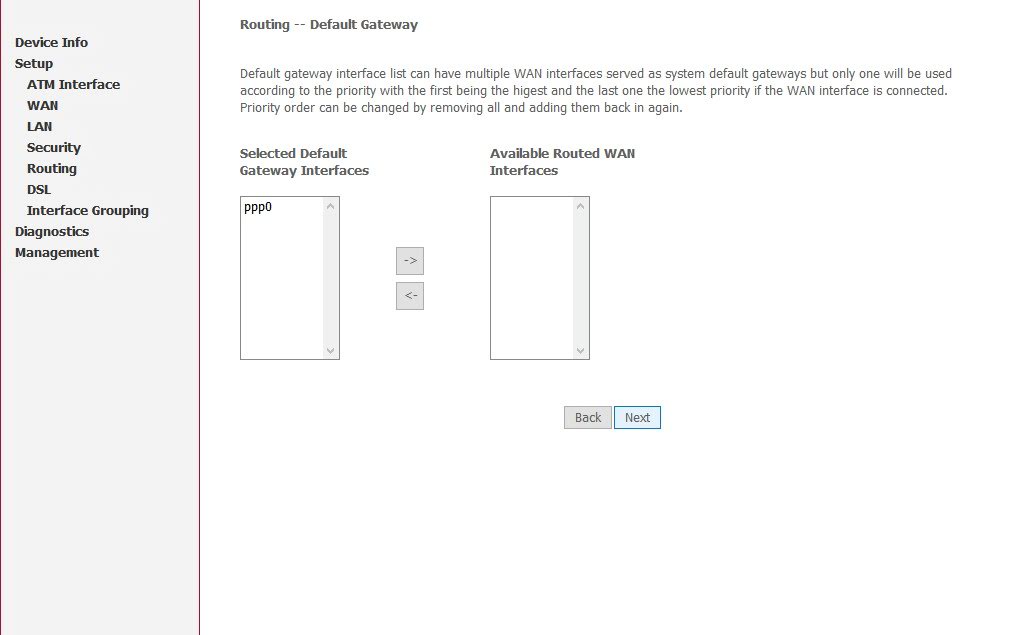 Device Info
Setup
ATM Interface
WAN
LAN
Security
Routing
DSL
Interface Grouping
Diagnostics
Management
Routing -- Default Gateway
Default gateway interface list can have multiple WAN interfaces served as system default gateways but only one will be used
according to the priority with the first being the higest and the last one the lowest priority if the WAN interface is connected.
Priority order can be changed by removing all and adding them back in again.
Selected Default
Gateway Interfaces
Available Routed WAN
Interfaces
ppp0
->
<-
Back
Next